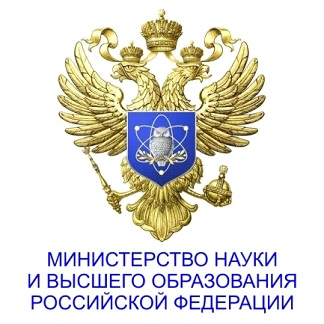 МИНИСТЕРСТВО НАУКИ
И ВЫСШЕГО ОБРАЗОВАНИЯ
РОССИЙСКОЙ ФЕДЕРАЦИИ